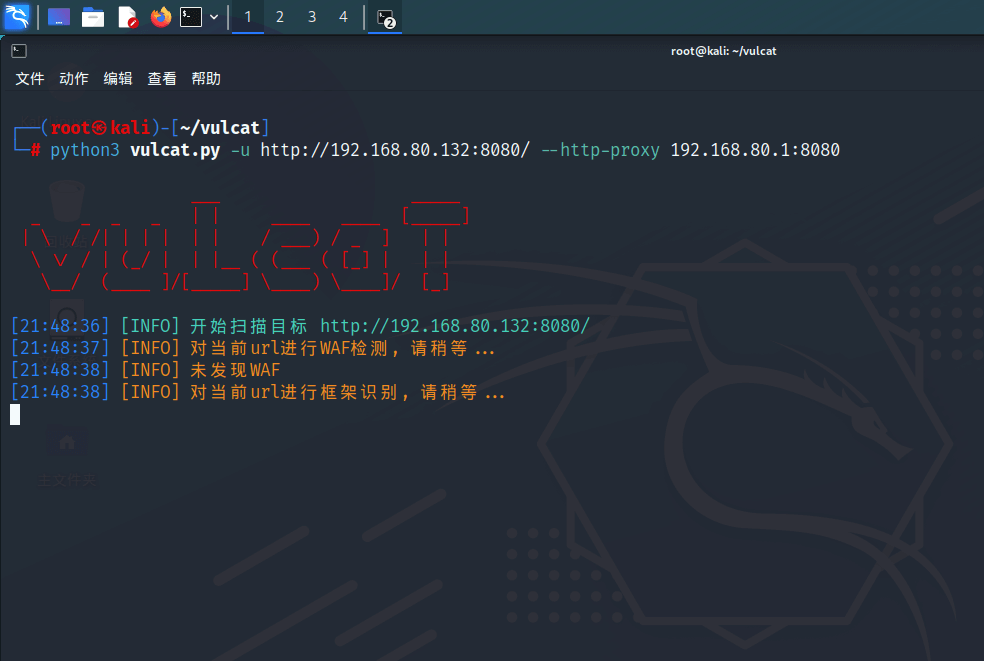 1 2 3 4 2
root@kali: ~/vulcat
文件 动作 编辑 查看 帮助
┌──(root㉿kali)-[~/vulcat]
└─# python3 vulcat.py -u http://192.168.80.132:8080/ --http-proxy 192.168.80.1:8080
vulcaT
[21:48:36] [INFO] 开始扫描目标 http://192.168.80.132:8080/
[21:48:37] [INFO] 对当前url进行WAF检测, 请稍等...
[21:48:38] [INFO] 未发现WAF
[21:48:38] [INFO] 对当前url进行框架识别, 请稍等...
主文件夹